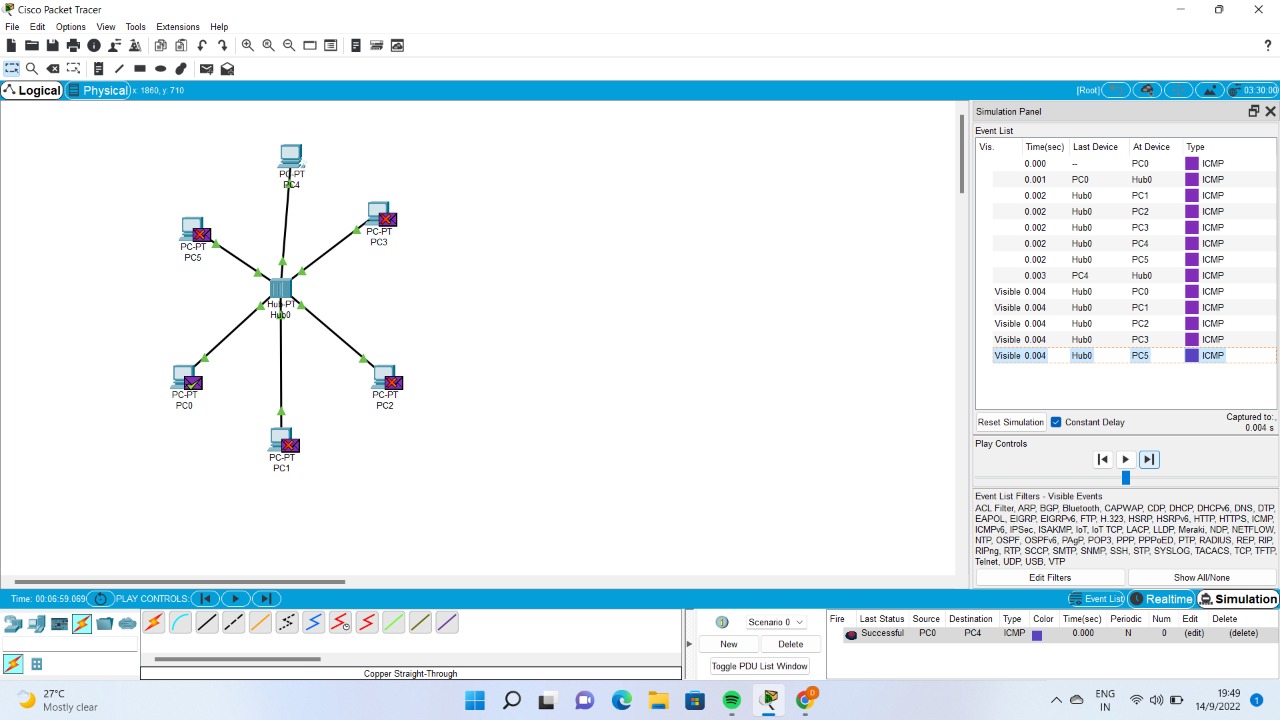 Cisco Packet Tracer
File Edit Options View Tools Extensions Help
?
Logical Physical x: 1860, y: 710 [Root] 03:30:00
Simulation Panel
Event List
Vis. Time(sec) Last Device At Device Type
0.000 -- PC0 ICMP
0.001 PC0 Hub0 ICMP
0.002 Hub0 PC1 ICMP
0.002 Hub0 PC2 ICMP
0.002 Hub0 PC3 ICMP
0.002 Hub0 PC4 ICMP
0.002 Hub0 PC5 ICMP
0.003 PC4 Hub0 ICMP
Visible 0.004 Hub0 PC0 ICMP
Visible 0.004 Hub0 PC1 ICMP
Visible 0.004 Hub0 PC2 ICMP
Visible 0.004 Hub0 PC3 ICMP
Visible 0.004 Hub0 PC5 ICMP
Reset Simulation Constant Delay Captured to:
0.004 s
Play Controls
Event List Filters - Visible Events
ACL Filter, ARP, BGP, Bluetooth, CAPWAP, CDP, DHCP, DHCPv6, DNS, DTP,
EAPOL, EIGRP, EIGRPv6, FTP, H.323, HSRP, HSRPv6, HTTP, HTTPS, ICMP,
ICMPv6, IPSec, ISAKMP, IoT, IoT TCP, LACP, LLDP, Meraki, NDP, NETFLOW,
NTP, OSPF, OSPFv6, PAgP, POP3, PPP, PPPoED, PTP, RADIUS, REP, RIP,
RIPng, RTP, SCCP, SMTP, SNMP, SSH, STP, SYSLOG, TACACS, TCP, TFTP,
Telnet, UDP, USB, VTP
Edit Filters Show All/None
PC-PT
PC4
PC-PT
PC3
PC-PT
PC5
Hub-PT
Hub0
PC-PT
PC0
PC-PT
PC2
PC-PT
PC1
Time: 00:06:59.069 PLAY CONTROLS: Event List Realtime Simulation
Scenario 0
New Delete
Toggle PDU List Window
Fire Last Status Source Destination Type Color Time(sec) Periodic Num Edit Delete
Successful PC0 PC4 ICMP 0.000 N 0 (edit) (delete)
Copper Straight-Through
27°C
Mostly clear
ENG
IN
19:49
14/9/2022
1